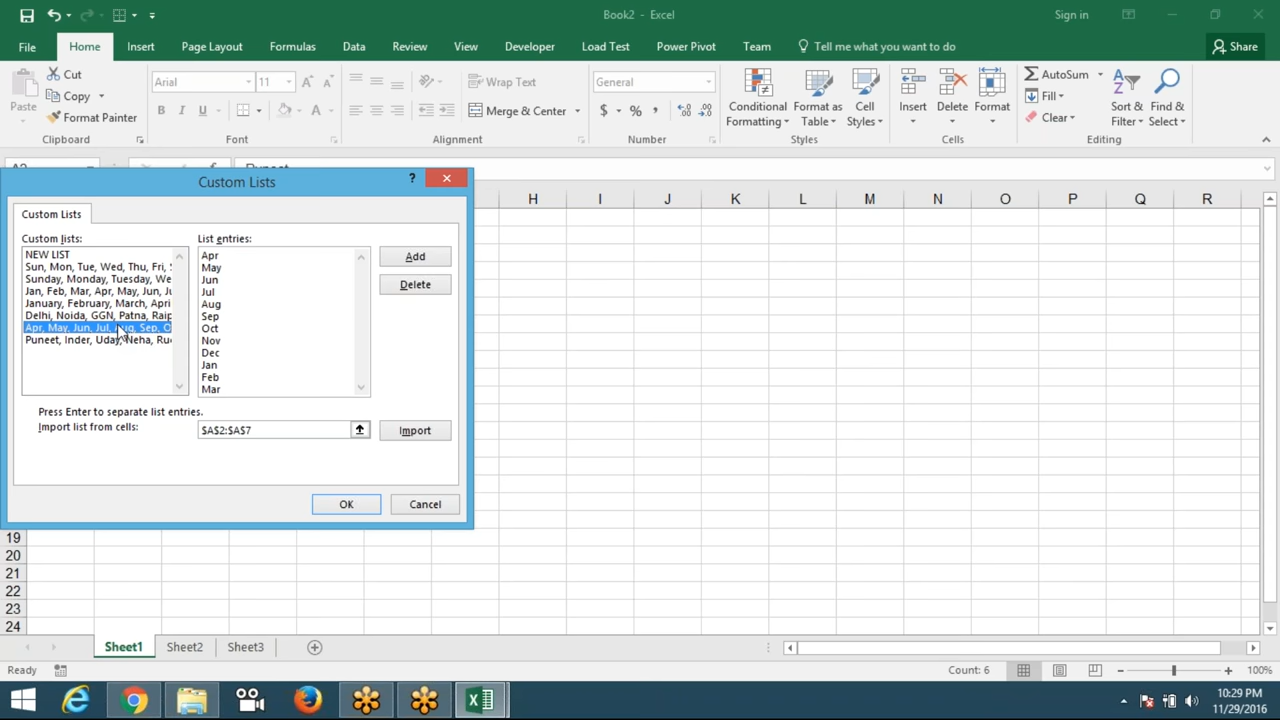 Book2 - Excel
Sign in
File Home Insert Page Layout Formulas Data Review View Developer Load Test Power Pivot Team Tell me what you want to do Share
Paste
Cut
Copy
Format Painter
Clipboard
Arial 11
B I U
Font
Wrap Text
Merge & Center
Alignment
General
$ % ,
Number
Conditional Formatting
Format as Table
Cell Styles
Styles
Insert
Delete
Format
Cells
AutoSum
Fill
Clear
Sort & Filter
Find & Select
Editing
H I J K L M N O P Q R
Custom Lists
?
Custom Lists
Custom lists:
NEW LIST
Sun, Mon, Tue, Wed, Thu, Fri,
Sunday, Monday, Tuesday, We
Jan, Feb, Mar, Apr, May, Jun, Ju
January, February, March, Apri
Delhi, Noida, GGN, Patna, Raip
Apr, May, Jun, Jul, Aug, Sep, O
Puneet, Inder, Uday, Neha, Ru
List entries:
Apr
May
Jun
Jul
Aug
Sep
Oct
Nov
Dec
Jan
Feb
Mar
Add
Delete
Press Enter to separate list entries.
Import list from cells:
$A$2:$A$7
Import
OK
Cancel
19
20
21
22
23
24
Sheet1 Sheet2 Sheet3
Ready
Count: 6
100%
10:29 PM
11/29/2016